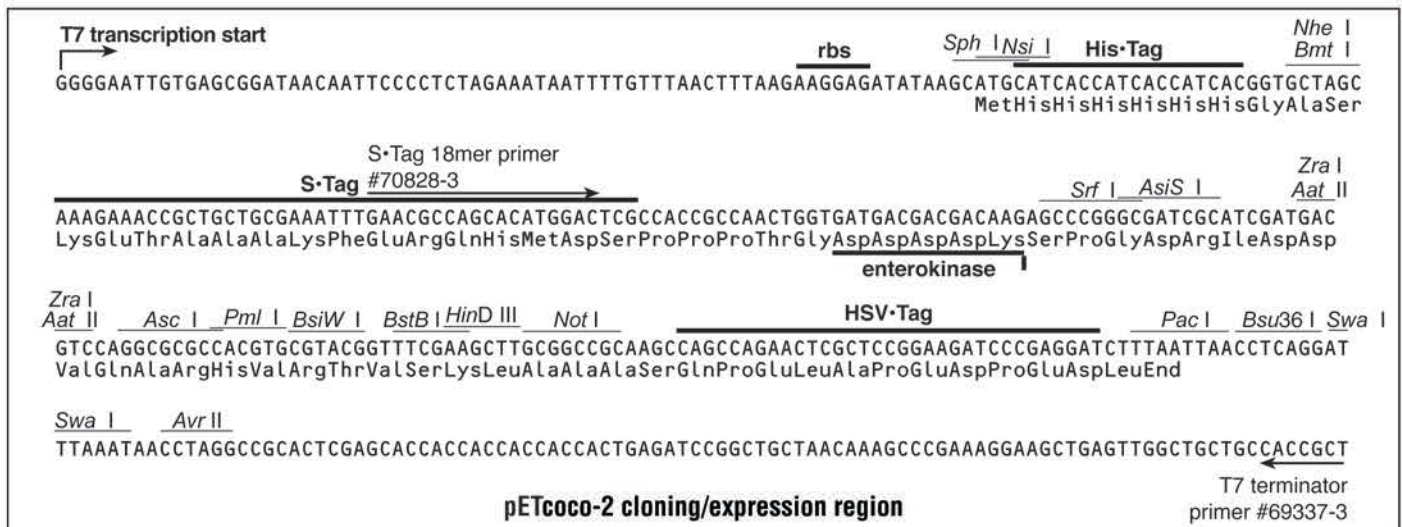 T7 transcription start
rbs
Sph I
Nsi I
His•Tag
Nhe I
Bmt I
GGGGAATTGTGAGCGGATAACAATTCCCCTCTAGAAATAATTTTGTTTAACTTTAAGAAGGAGATATAAGCATGCATCACCATCACCATCACGGTGCTAGC
MetHisHisHisHisHisHisGlyAlaSer
S•Tag
S•Tag 18mer primer
#70828-3
Srf I
AsiS I
Zra I
Aat II
AAAGAAACCGCTGCTGCGAAATTTGAACGCCAGCACATGGACTCGCCACCGCCAACTGGTGATGACGACGACAAGAGCCCGGGCGATCGCATCGATGAC
LysGluThrAlaAlaAlaLysPheGluArgGlnHisMetAspSerProProProThrGlyAspAspAspAspLysSerProGlyAspArgIleAspAsp
enterokinase
Zra I
Aat II
Asc I
Pml I
BsiW I
BstB I
HinD III
Not I
HSV•Tag
Pac I
Bsu36 I
Swa I
GTCCAGGCGCGCCACGTGCGTACGGTTTCGAAGCTTGCGGCCGCAAGCCAGCCAGAACTCGCTCCGGAAGATCCCGAGGATCTTTAATTAACCTCAGGAT
ValGlnAlaArgHisValArgThrValSerLysLeuAlaAlaAlaSerGlnProGluLeuAlaProGluAspProGluAspLeuEnd
Swa I
Avr II
TTAAATAACCTAGGCCGCACTCGAGCACCACCACCACCACCACTGAGATCCGGCTGCTAACAAAGCCCGAAAGGAAGCTGAGTTGGCTGCTGCCACCGCT
T7 terminator
primer #69337-3
pETcoco-2 cloning/expression region